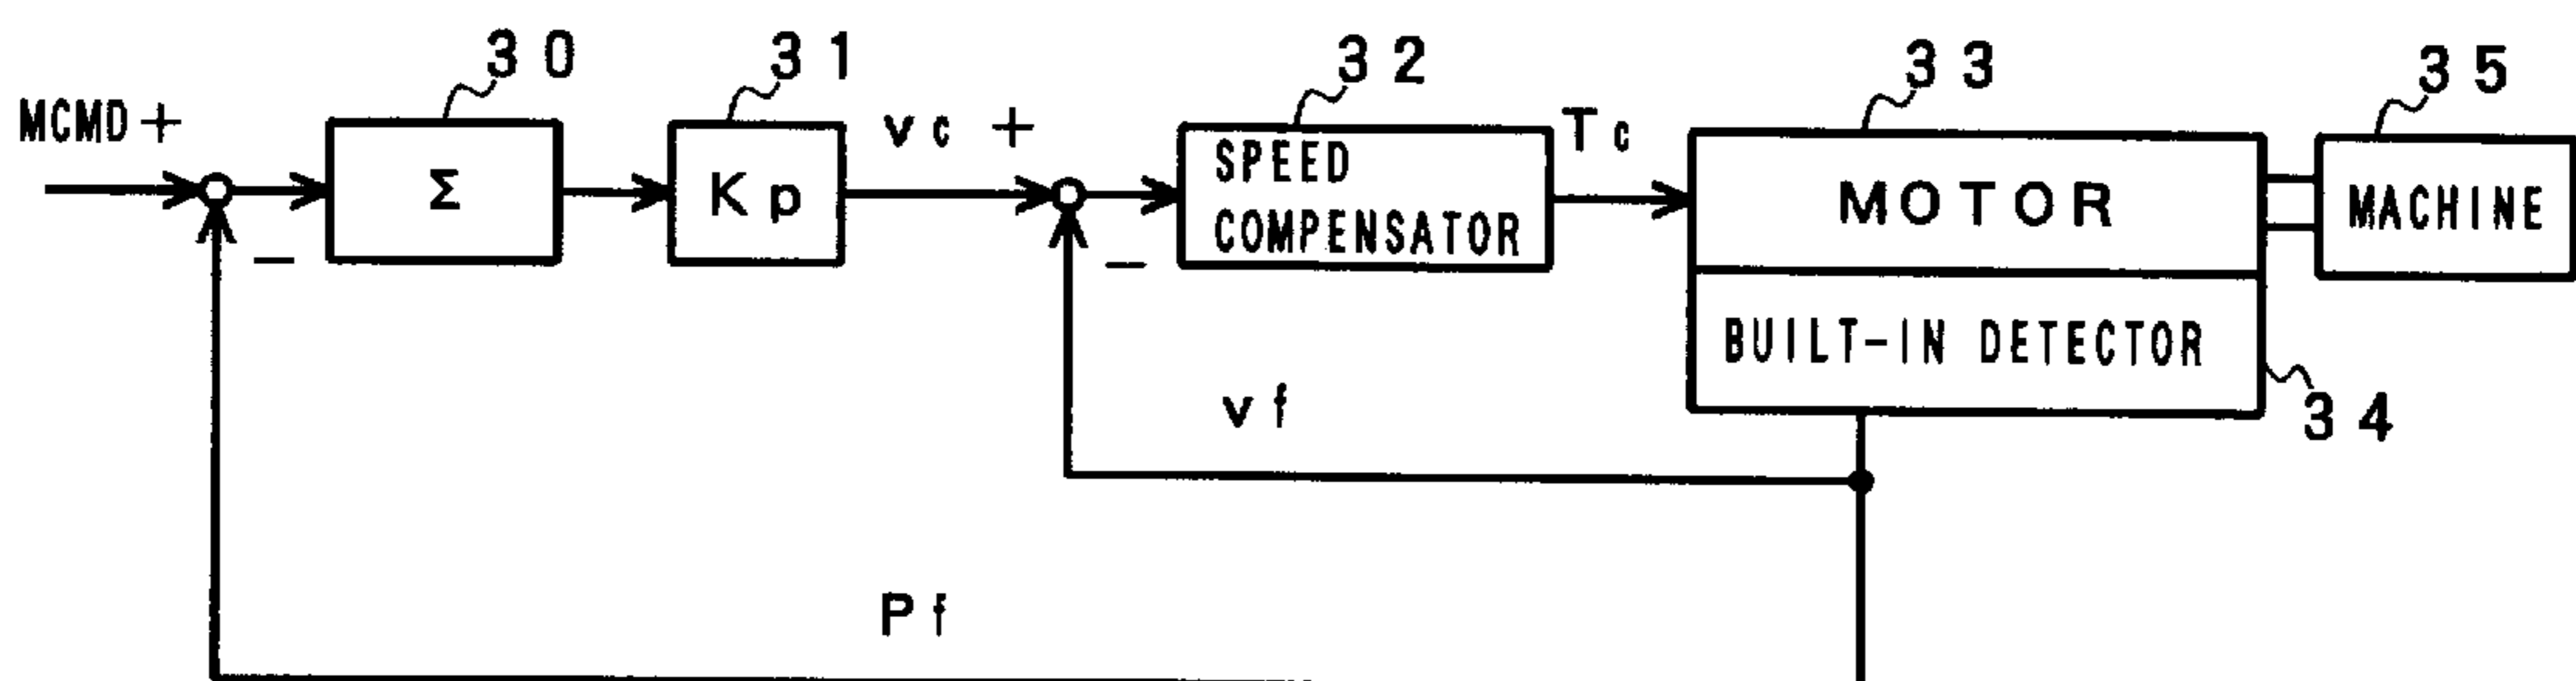 30
31
32
33
35
MCMD +
Σ
Kp
vc +
SPEED
COMPENSATOR
Tc
MOTOR
MACHINE
−
−
BUILT-IN DETECTOR
34
vf
Pf